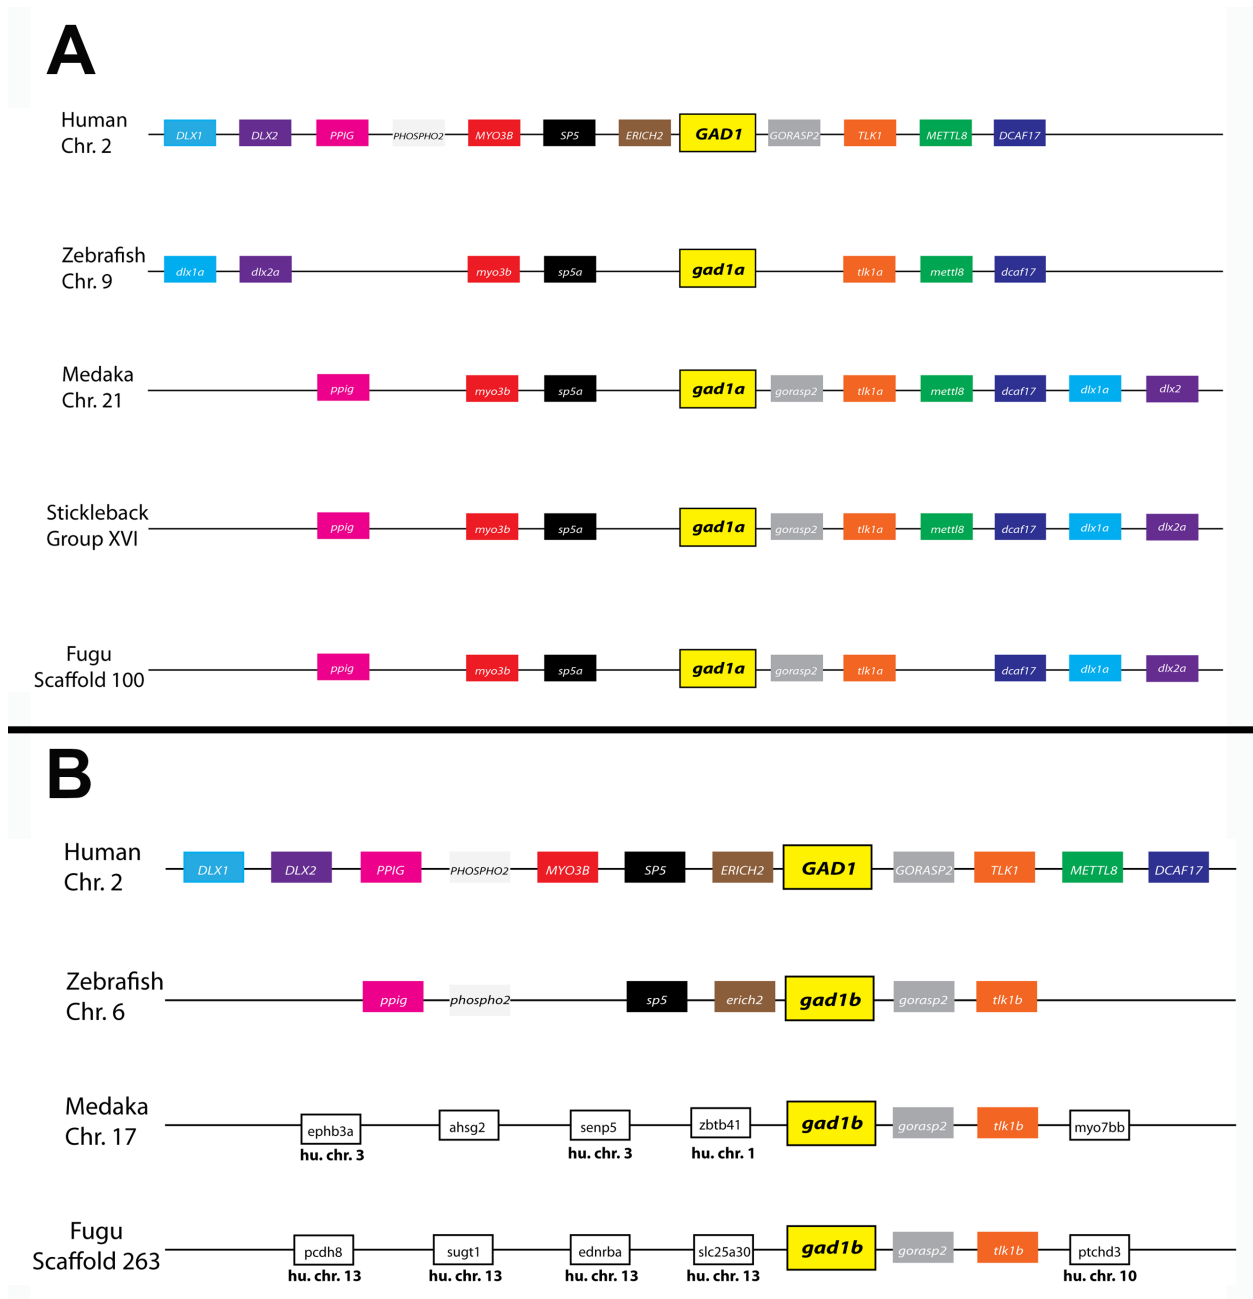 A
Human
Chr. 2
DLX1 DLX2 PPIG PHOSPHO2 MYO3B SP5 ERICH2 GAD1 GORASP2 TLK1 METTL8 DCAF17
Zebrafish
Chr. 9
dlx1a dlx2a myo3b sp5a gad1a tlk1a mettl8 dcaf17
Medaka
Chr. 21
ppig myo3b sp5a gad1a gorasp2 tlk1a mettl8 dcaf17 dlx1a dlx2
Stickleback
Group XVI
ppig myo3b sp5a gad1a gorasp2 tlk1a mettl8 dcaf17 dlx1a dlx2a
Fugu
Scaffold 100
ppig myo3b sp5a gad1a gorasp2 tlk1a dcaf17 dlx1a dlx2a
B
Human
Chr. 2
DLX1 DLX2 PPIG PHOSPHO2 MYO3B SP5 ERICH2 GAD1 GORASP2 TLK1 METTL8 DCAF17
Zebrafish
Chr. 6
ppig phospho2 sp5 erich2 gad1b gorasp2 tlk1b
Medaka
Chr. 17
ephb3a ahsg2 senp5 zbtb41 gad1b gorasp2 tlk1b myo7bb
hu. chr. 3 hu. chr. 3 hu. chr. 1
Fugu
Scaffold 263
pcdh8 sugt1 ednrba slc25a30 gad1b gorasp2 tlk1b ptchd3
hu. chr. 13 hu. chr. 13 hu. chr. 13 hu. chr. 13 hu. chr. 10